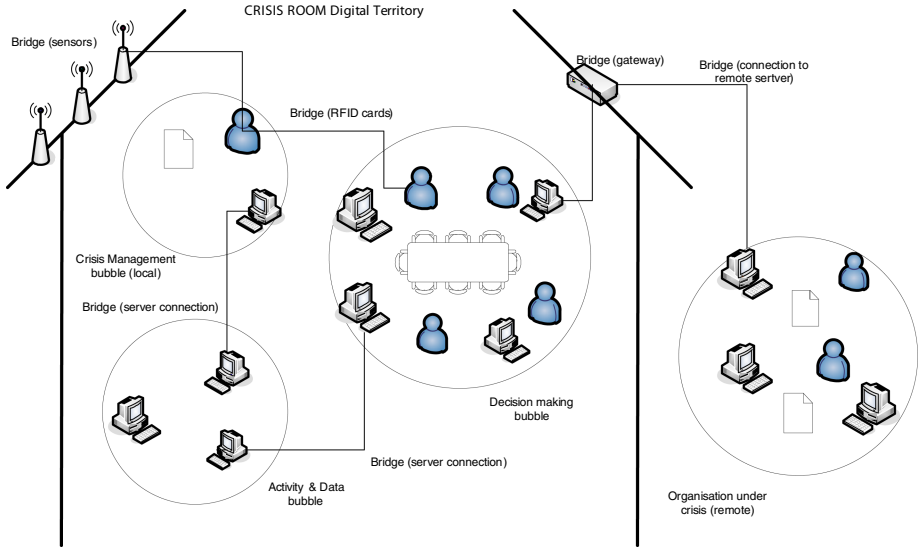 CRISIS ROOM Digital Territory
Bridge (sensors)
Bridge (gateway)
Bridge (connection to
remote sertver)
Bridge (RFID cards)
Crisis Management
bubble (local)
Bridge (server connection)
Decision making
bubble
Bridge (server connection)
Activity & Data
bubble
Organisation under
crisis (remote)